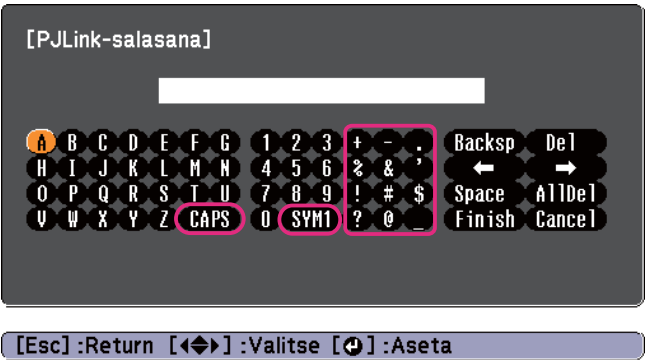 [PJLink-salasana]
A B C D E F G 1 2 3 + - . Backsp Del
H I J K L M N 4 5 6 % & ' ← →
O P Q R S T U 7 8 9 ! # $ Space AllDel
V W X Y Z CAPS 0 SYM1 ? @ _ Finish Cancel
[Esc] :Return [◀◆▶] :Valitse [↵] :Aseta